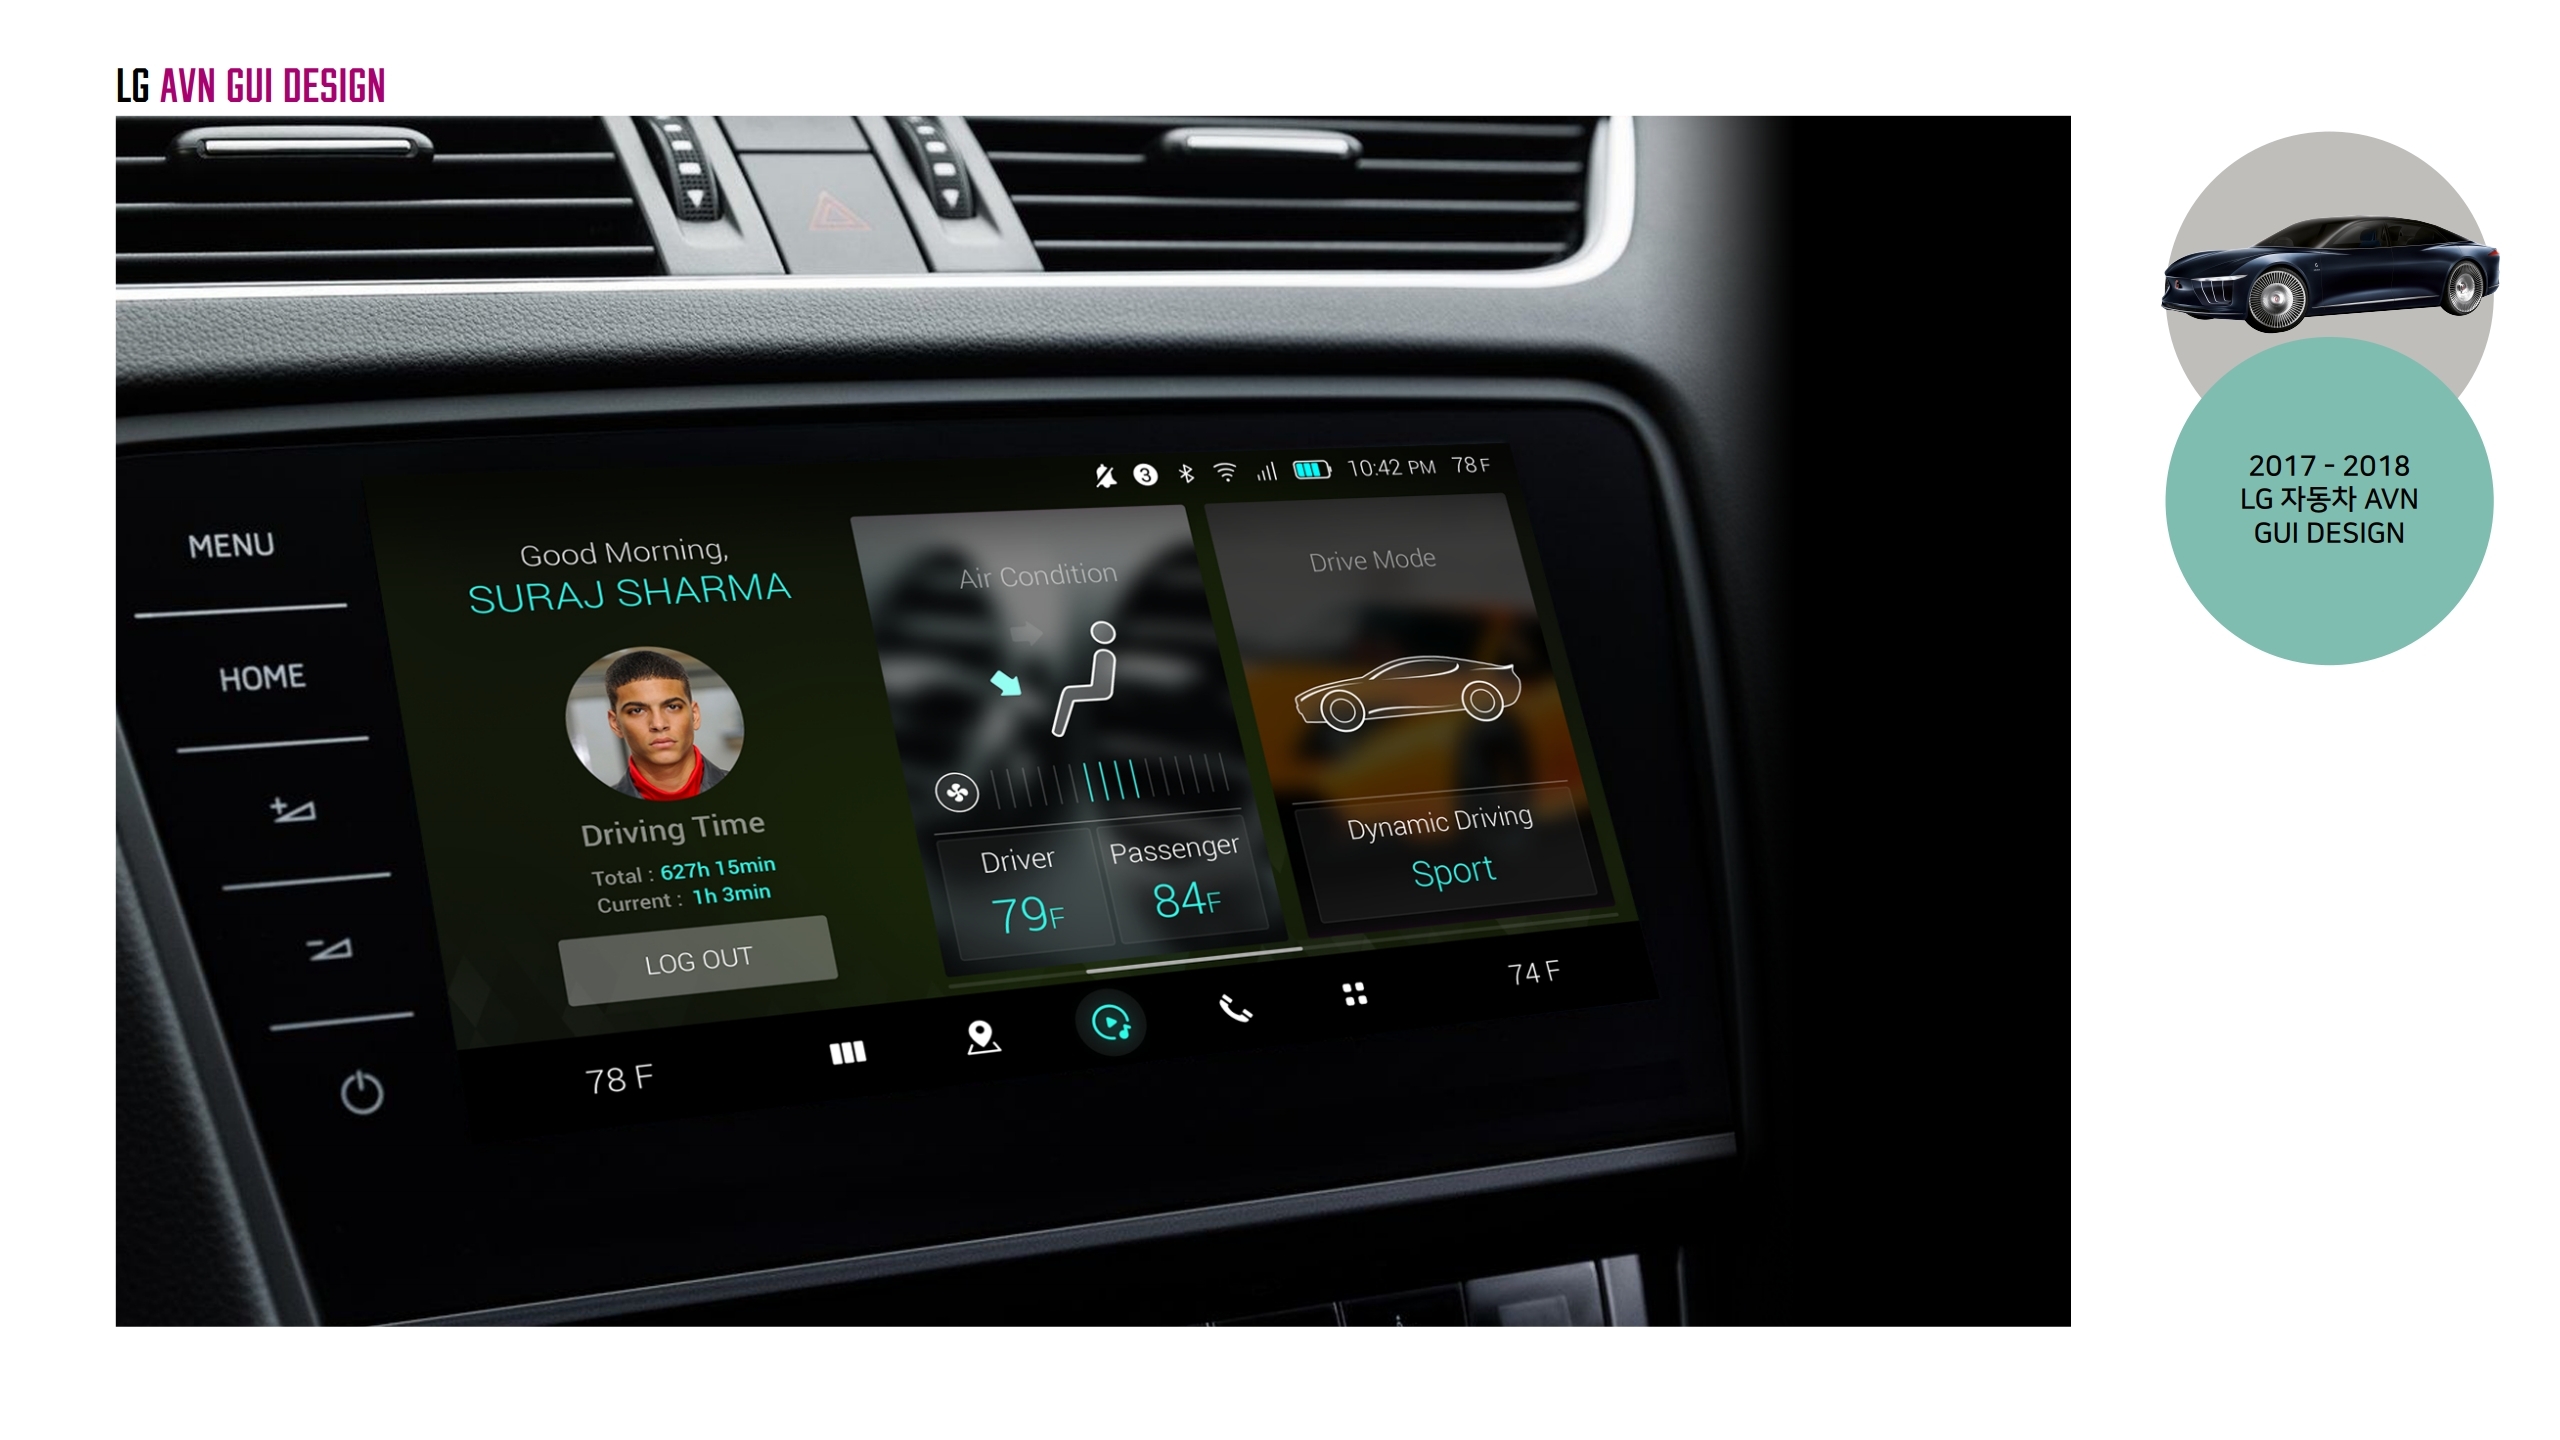 LG AVN GUI DESIGN
MENU
HOME
3 10:42 PM 78 F
Good Morning,
SURAJ SHARMA
Driving Time
Total : 627h 15min
Current : 1h 3min
LOG OUT
Air Condition
Driver
79F
Passenger
84F
Drive Mode
Dynamic Driving
Sport
78 F
74 F
2017 - 2018
LG 자동차 AVN
GUI DESIGN